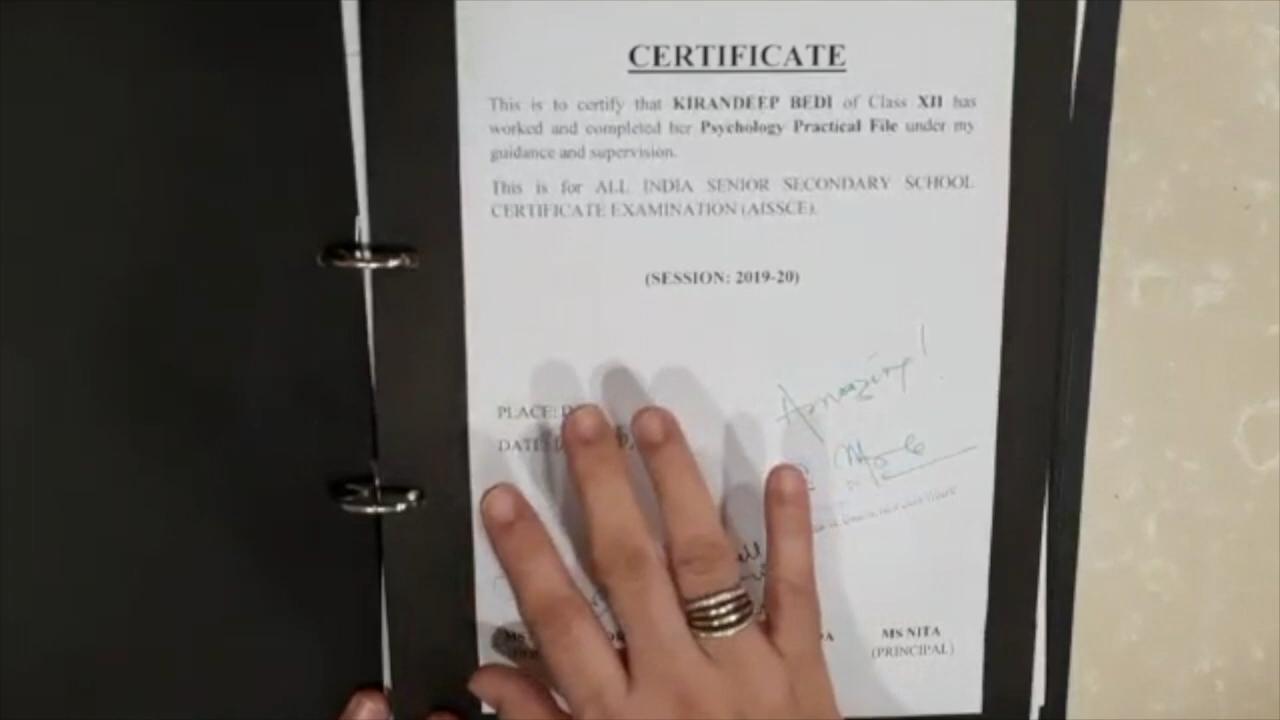 CERTIFICATE
This is to certify that KIRANDEEP BEDI of Class XII has
worked and completed her Psychology Practical File under my
guidance and supervision.
This is for ALL INDIA SENIOR SECONDARY SCHOOL
CERTIFICATE EXAMINATION (AISSCE).
(SESSION: 2019-20)
Amazing!
PLACE:
DATE:
MS NITA
(PRINCIPAL)